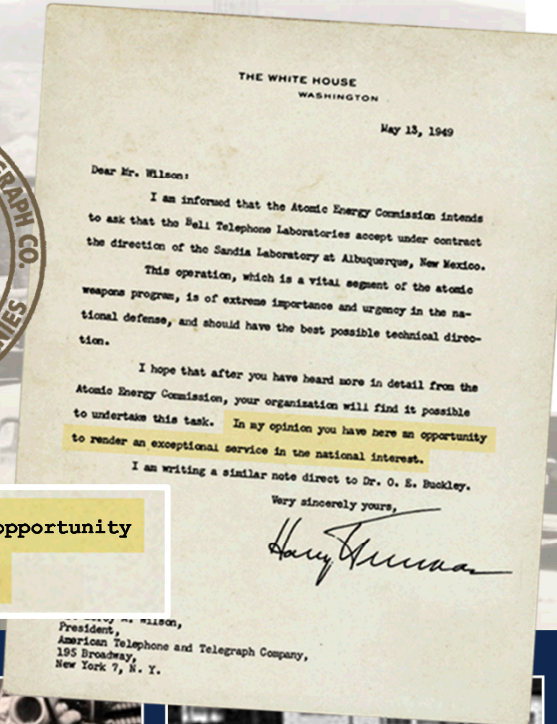 THE WHITE HOUSE
WASHINGTON
May 13, 1949
Dear Mr. Wilson:
I am informed that the Atomic Energy Commission intends
to ask that the Bell Telephone Laboratories accept under contract
the direction of the Sandia Laboratory at Albuquerque, New Mexico.
This operation, which is a vital segment of the atomic
weapons program, is of extreme importance and urgency in the na-
tional defense, and should have the best possible technical direc-
tion.
I hope that after you have heard more in detail from the
Atomic Energy Commission, your organization will find it possible
to undertake this task. In my opinion you have here an opportunity
to render an exceptional service in the national interest.
I am writing a similar note direct to Dr. O. E. Buckley.
Very sincerely yours,
Harry Truman
Wilson,
President,
American Telephone and Telegraph Company,
195 Broadway,
New York 7, N. Y.
opportunity
GRAPH CO.
NIES